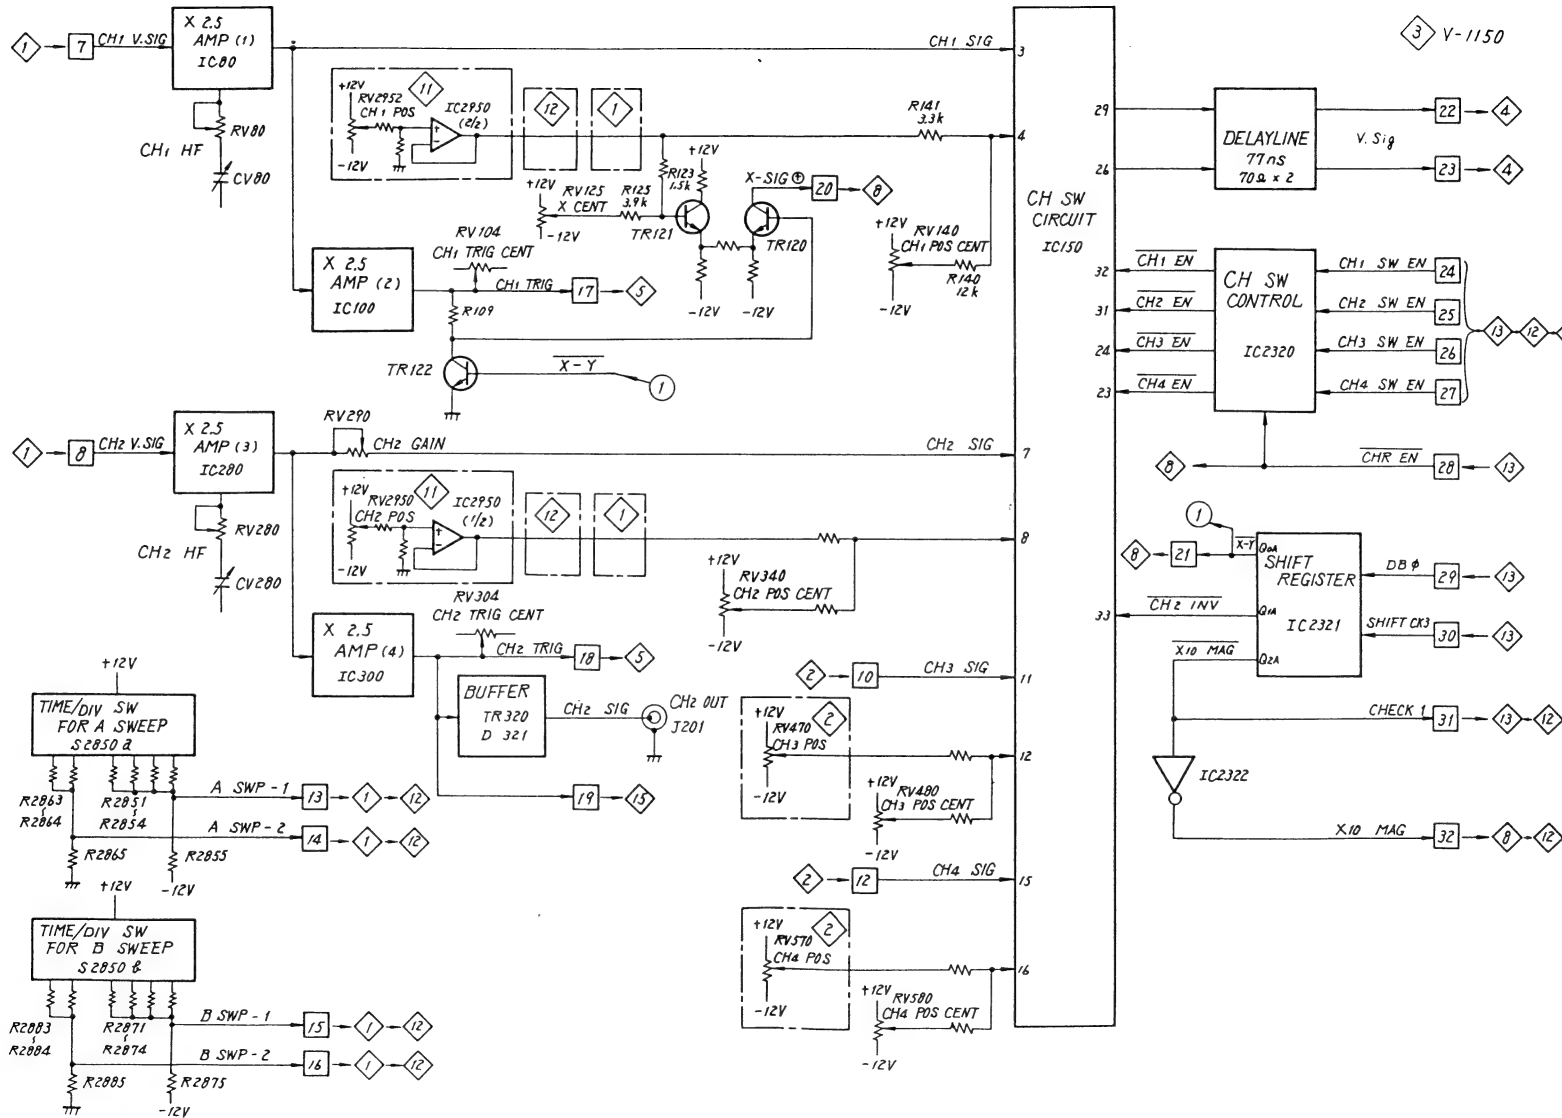 3 V-1150
1 7 CH1 V.SIG
X 2.5
AMP (1)
IC80
CH1 SIG
3
RV80
CH1 HF
CV80
+12V
RV2952
CH1 POS
-12V
11
IC2950
(2/2)
+
-
12
1
R141
3.3k
4
R123
1.5k
+12V
+12V
RV125
X CENT
-12V
R125
3.9k
TR121
X-SIG ⊕
20
8
TR120
-12V
-12V
+12V
RV140
CH1 POS CENT
-12V
R140
12k
RV104
CH1 TRIG CENT
X 2.5
AMP (2)
IC100
CH1 TRIG
17
5
R109
TR122
X-Y
1
1 8 CH2 V.SIG
X 2.5
AMP (3)
IC280
RV290
CH2 GAIN
CH2 SIG
7
RV280
CH2 HF
CV280
+12V
RV2950
CH2 POS
-12V
11
IC2950
(1/2)
+
-
12
1
8
+12V
RV340
CH2 POS CENT
-12V
RV304
CH2 TRIG CENT
X 2.5
AMP (4)
IC300
CH2 TRIG
18
5
BUFFER
TR320
D 321
CH2 SIG
CH2 OUT
J201
19
15
2 10 CH3 SIG
11
+12V
RV470
CH3 POS
-12V
2
12
+12V
RV480
CH3 POS CENT
-12V
2 12 CH4 SIG
15
+12V
RV570
CH4 POS
-12V
2
16
+12V
RV580
CH4 POS CENT
-12V
+12V
TIME/DIV SW
FOR A SWEEP
S2850 a
R2863
∫
R2864
R2851
∫
R2854
A SWP-1
13
1
12
A SWP-2
14
1
12
R2865
R2855
-12V
+12V
TIME/DIV SW
FOR B SWEEP
S2850 b
R2883
∫
R2884
R2871
∫
R2874
B SWP-1
15
1
12
B SWP-2
16
1
12
R2885
R2875
-12V
CH SW
CIRCUIT
IC150
29
26
DELAYLINE
77ns
70Ω x 2
V. Sig
22
4
23
4
32
CH1 EN
31
CH2 EN
24
CH3 EN
23
CH4 EN
CH SW
CONTROL
IC2320
CH1 SW EN
24
CH2 SW EN
25
CH3 SW EN
26
CH4 SW EN
27
13
12
8
CHR EN
28
13
1
8
21
X-Y
Q0A
SHIFT
REGISTER
IC2321
DBφ
29
13
33
CH2 INV
Q1A
SHIFT CK3
30
13
X10 MAG
Q2A
CHECK 1
31
13
12
IC2322
X10 MAG
32
8
12